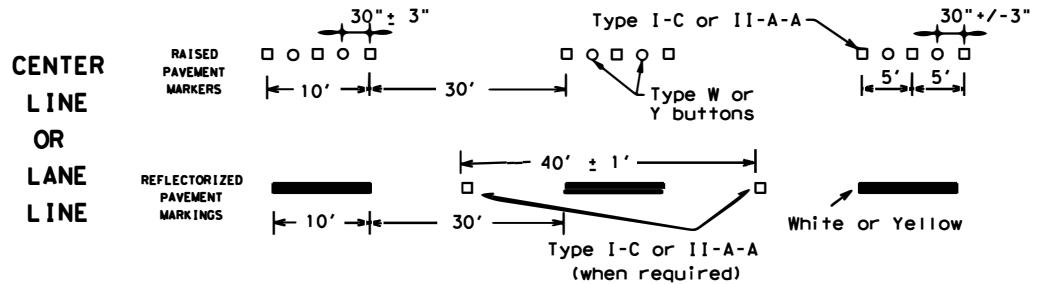 CENTER
LINE
OR
LANE
LINE
RAISED
PAVEMENT
MARKERS
30"± 3"
10'
30'
Type I-C or II-A-A
Type W or
Y buttons
30"+/-3"
5'
5'
REFLECTORIZED
PAVEMENT
MARKINGS
10'
30'
40' ± 1'
Type I-C or II-A-A
(when required)
White or Yellow